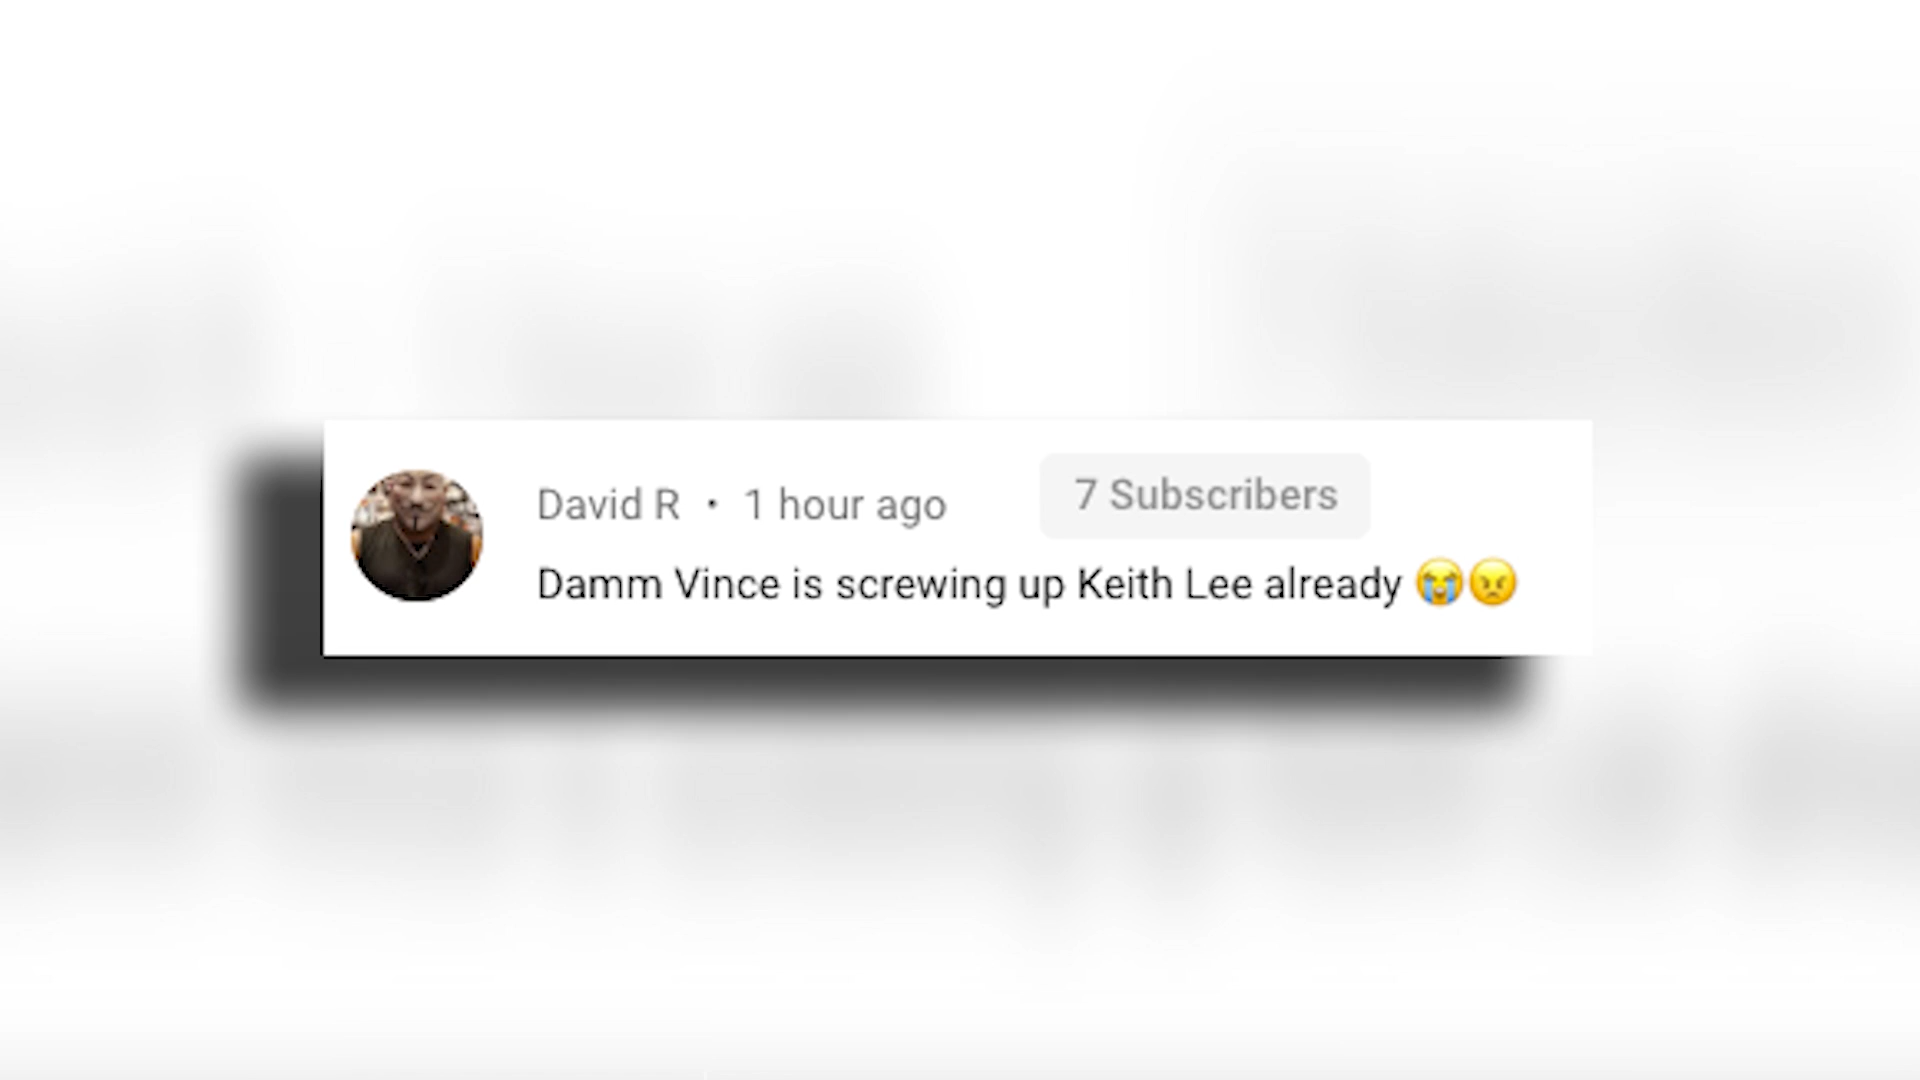 David R • 1 hour ago 7 Subscribers
Damm Vince is screwing up Keith Lee already 😭😠